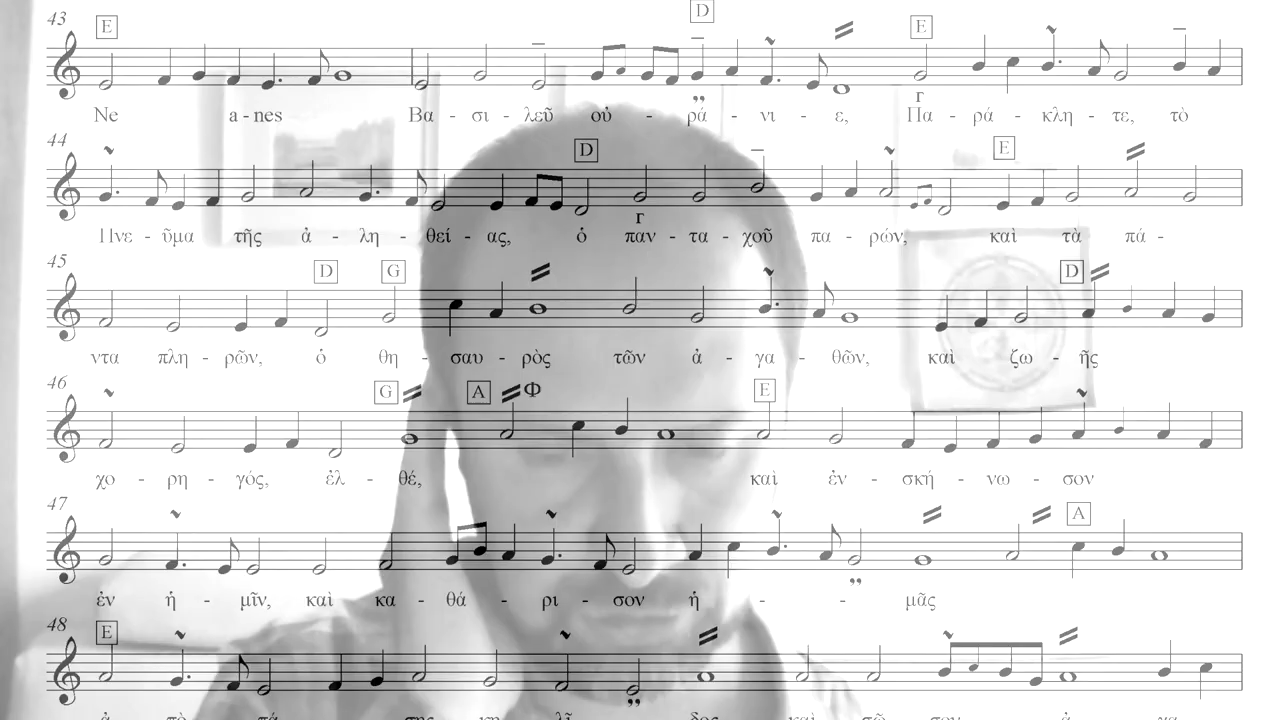 43 E D E
Ne a - nes Βα - σι - λεῦ οὐ - ρά - νι - ε, Πα - ρά - κλη - τε, τὸ
44 D E
Πνε - ῦμα τῆς ἀ - λη - θεί - ας, ὁ παν - τα - χοῦ πα - ρών, καὶ τὰ πά -
45 D G D
ντα πλη - ρῶν, ὁ θη - σαυ - ρὸς τῶν ἀ - γα - θῶν, καὶ ζω - ῆς
46 G A Φ E
χο - ρη - γός, ἐλ - θέ, καὶ ἐν - σκή - νω - σον
47 A
ἐν ἡ - μῖν, καὶ κα - θά - ρι - σον ἡ - - μᾶς
48 E